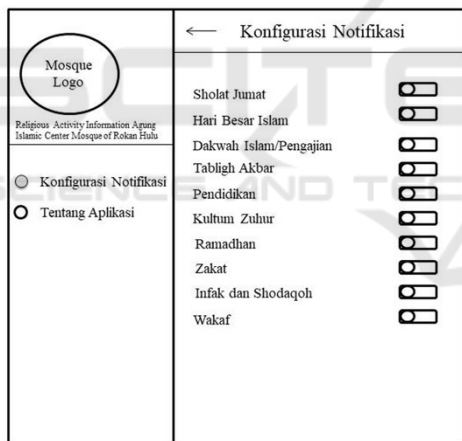 Mosque
Logo
Religious Activity Information Agung
Islamic Center Mosque of Rokan Hulu
Konfigurasi Notifikasi
Tentang Aplikasi
Konfigurasi Notifikasi
Sholat Jumat
Hari Besar Islam
Dakwah Islam/Pengajian
Tabligh Akbar
Pendidikan
Kultum Zuhur
Ramadhan
Zakat
Infak dan Shodaqoh
Wakaf